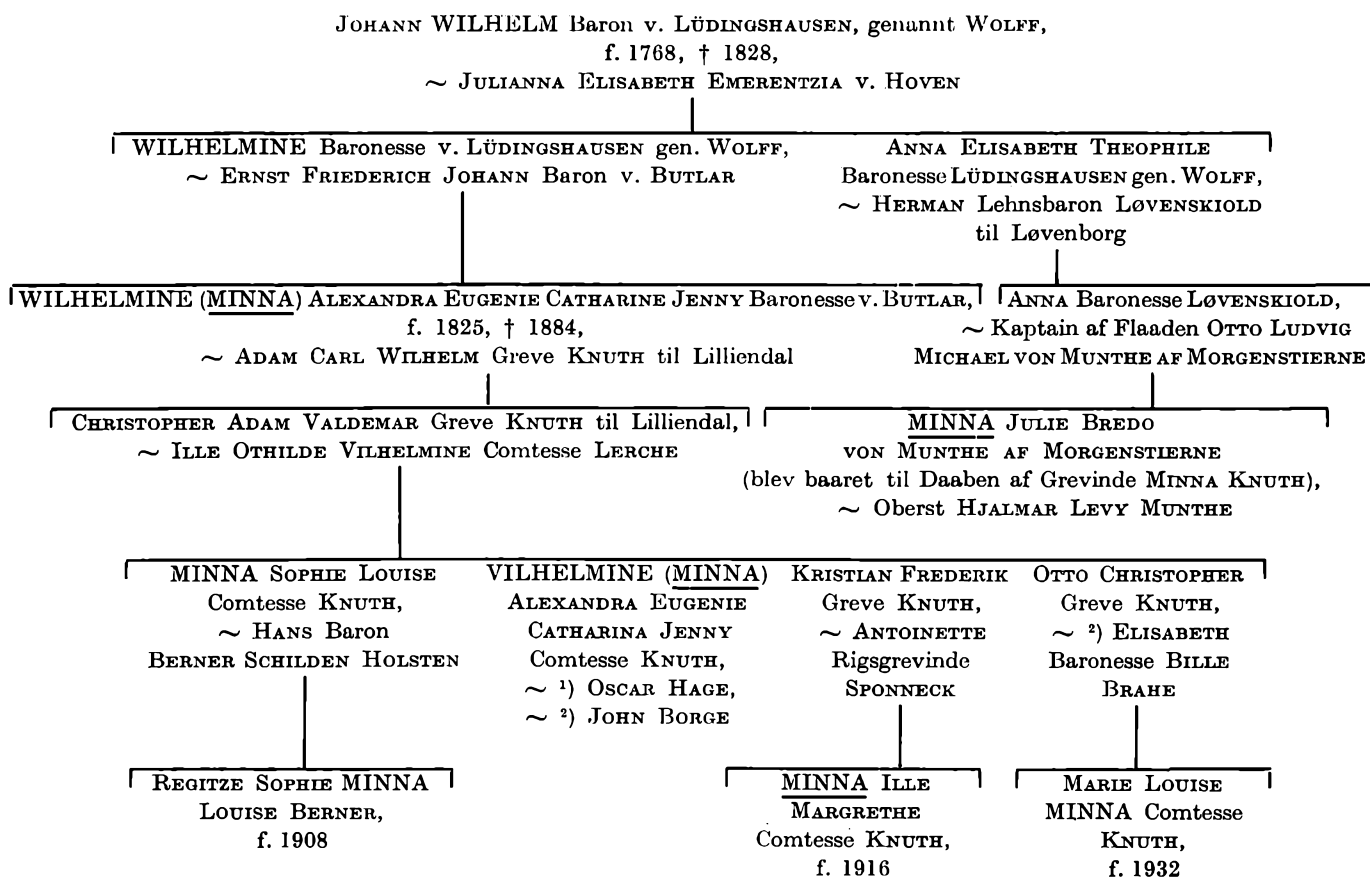 JOHANN WILHELM Baron v. LÜDINGSHAUSEN, genannt WOLFF,
f. 1768, † 1828,
~ JULIANNA ELISABETH EMERENTZIA V. HOVEN
WILHELMINE Baronesse v. LÜDINGSHAUSEN gen. WOLFF,
~ ERNST FRIEDERICH JOHANN Baron v. BUTLAR
ANNA ELISABETH THEOPHILE
Baronesse LÜDINGSHAUSEN gen. WOLFF,
~ HERMAN Lehnsbaron LØVENSKIOLD
til Løvenborg
WILHELMINE (MINNA) ALEXANDRA EUGENIE CATHARINE JENNY Baronesse v. BUTLAR,
f. 1825, † 1884,
~ ADAM CARL WILHELM Greve KNUTH til Lilliendal
ANNA Baronesse LØVENSKIOLD,
~ Kaptain af Flaaden OTTO LUDVIG
MICHAEL VON MUNTHE AF MORGENSTIERNE
CHRISTOPHER ADAM VALDEMAR Greve KNUTH til Lilliendal,
~ ILLE OTHILDE VILHELMINE Comtesse LERCHE
MINNA JULIE BREDO
VON MUNTHE AF MORGENSTIERNE
(blev baaret til Daaben af Grevinde MINNA KNUTH),
~ Oberst HJALMAR LEVY MUNTHE
MINNA SOPHIE LOUISE
Comtesse KNUTH,
~ HANS Baron
BERNER SCHILDEN HOLSTEN
VILHELMINE (MINNA)
ALEXANDRA EUGENIE
CATHARINA JENNY
Comtesse KNUTH,
~ ¹) OSCAR HAGE,
~ ²) JOHN BORGE
KRISTIAN FREDERIK
Greve KNUTH,
~ ANTOINETTE
Rigsgrevinde
SPONNECK
OTTO CHRISTOPHER
Greve KNUTH,
~ ²) ELISABETH
Baronesse BILLE
BRAHE
REGITZE SOPHIE MINNA
LOUISE BERNER,
f. 1908
MINNA ILLE
MARGRETHE
Comtesse KNUTH,
f. 1916
MARIE LOUISE
MINNA Comtesse
KNUTH,
f. 1932